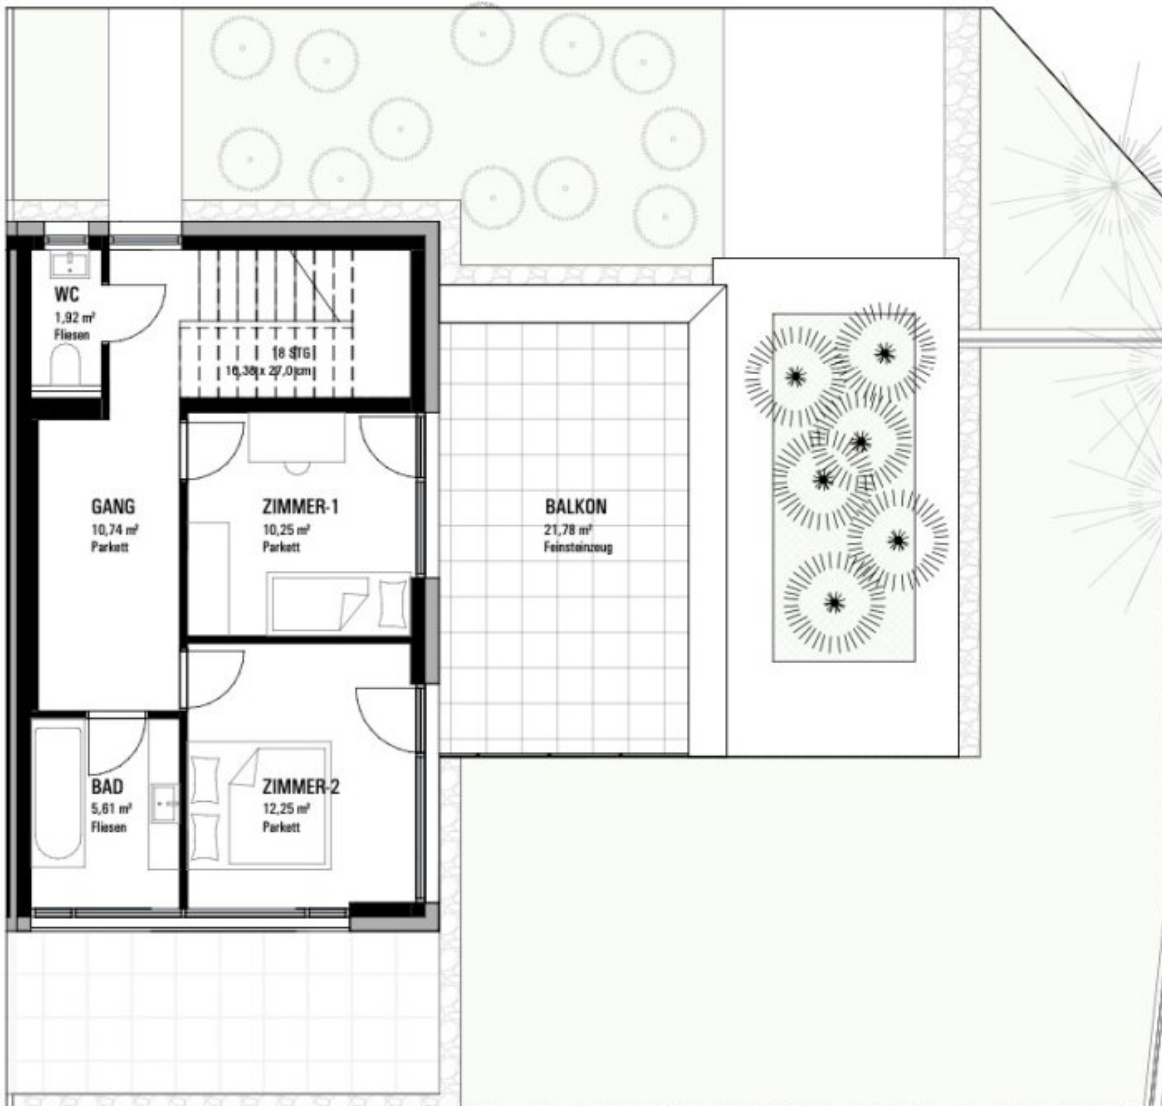 WC
1,92 m²
Fliesen
18 STG
16,38 x 27,0 cm
GANG
10,74 m²
Parkett
ZIMMER-1
10,25 m²
Parkett
BALKON
21,78 m²
Feinsteinzeug
BAD
5,61 m²
Fliesen
ZIMMER-2
12,25 m²
Parkett